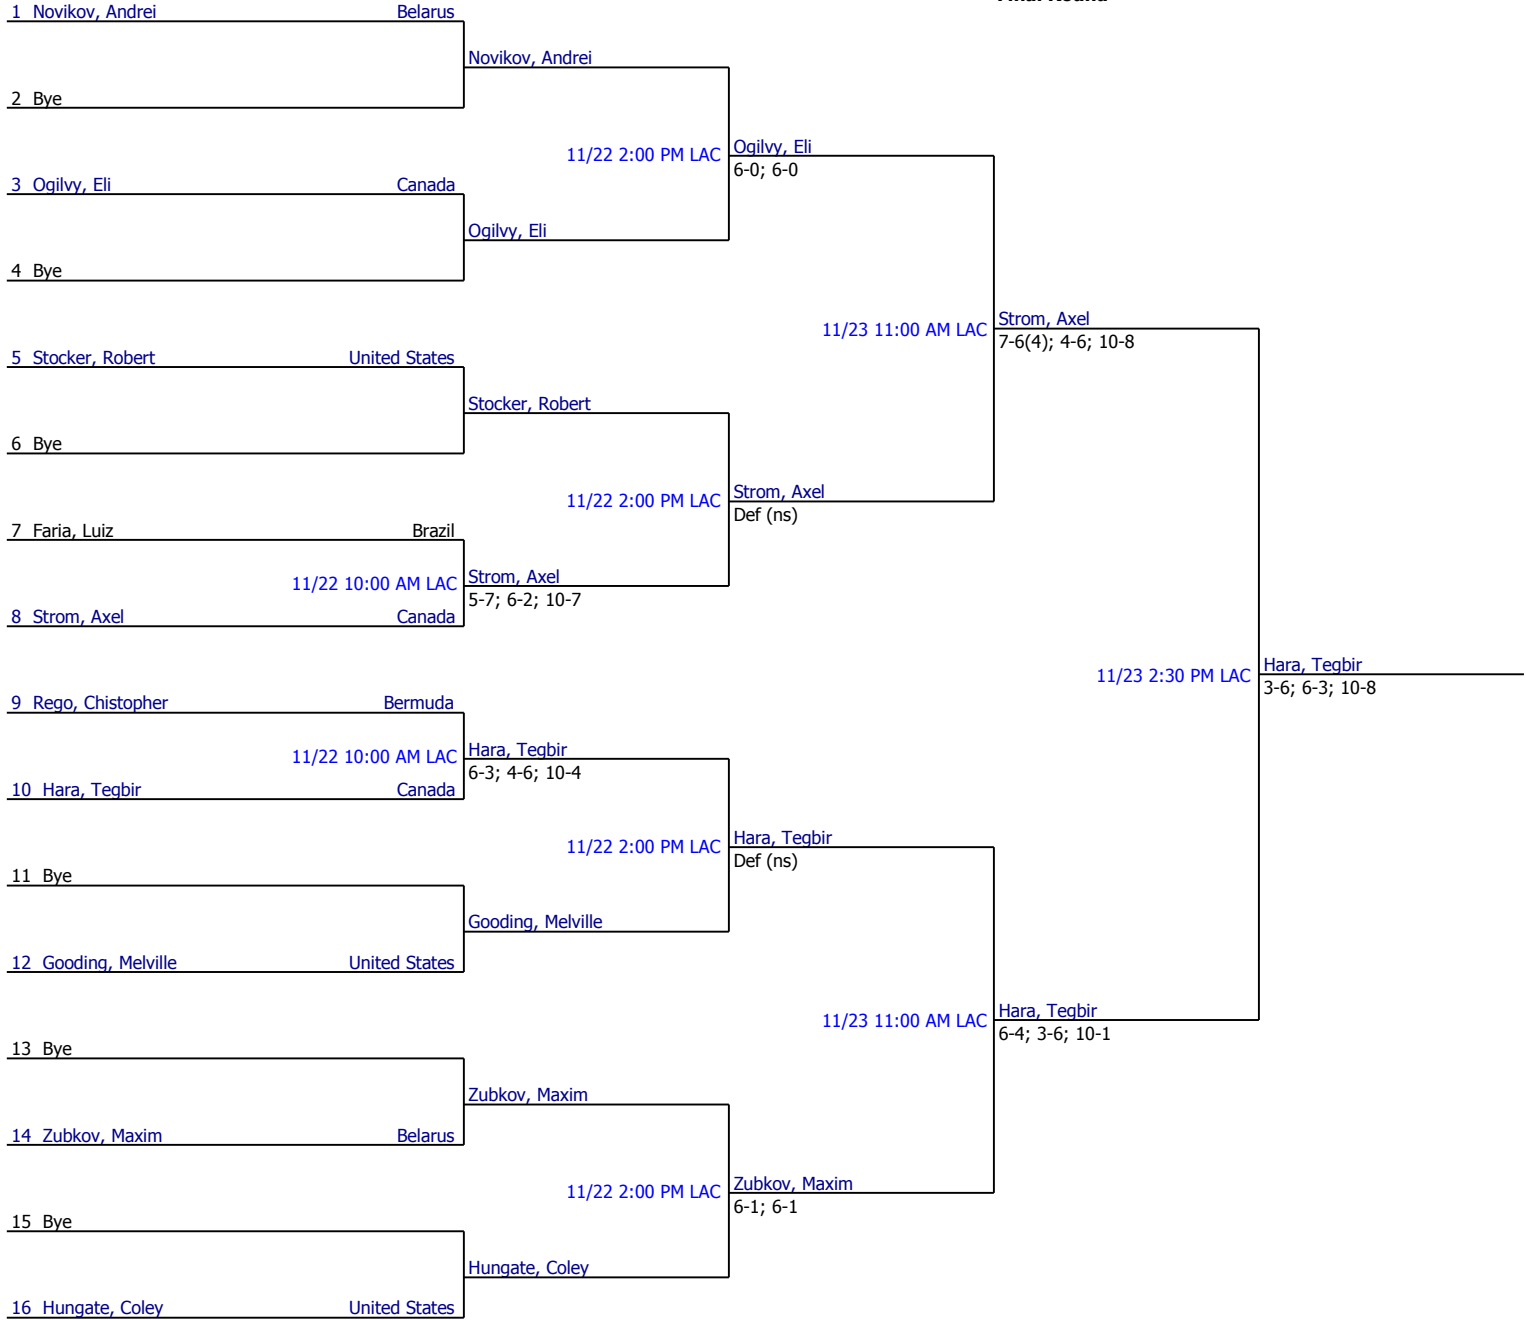 Final Round
1 Novikov, Andrei Belarus
Novikov, Andrei
2 Bye
11/22 2:00 PM LAC Ogilvy, Eli
6-0; 6-0
3 Ogilvy, Eli Canada
Ogilvy, Eli
4 Bye
11/23 11:00 AM LAC Strom, Axel
7-6(4); 4-6; 10-8
5 Stocker, Robert United States
Stocker, Robert
6 Bye
11/22 2:00 PM LAC Strom, Axel
Def (ns)
7 Faria, Luiz Brazil
11/22 10:00 AM LAC Strom, Axel
5-7; 6-2; 10-7
8 Strom, Axel Canada
11/23 2:30 PM LAC Hara, Tegbir
3-6; 6-3; 10-8
9 Rego, Chistopher Bermuda
11/22 10:00 AM LAC Hara, Tegbir
6-3; 4-6; 10-4
10 Hara, Tegbir Canada
11/22 2:00 PM LAC Hara, Tegbir
Def (ns)
11 Bye
Gooding, Melville
12 Gooding, Melville United States
11/23 11:00 AM LAC Hara, Tegbir
6-4; 3-6; 10-1
13 Bye
Zubkov, Maxim
14 Zubkov, Maxim Belarus
11/22 2:00 PM LAC Zubkov, Maxim
6-1; 6-1
15 Bye
Hungate, Coley
16 Hungate, Coley United States